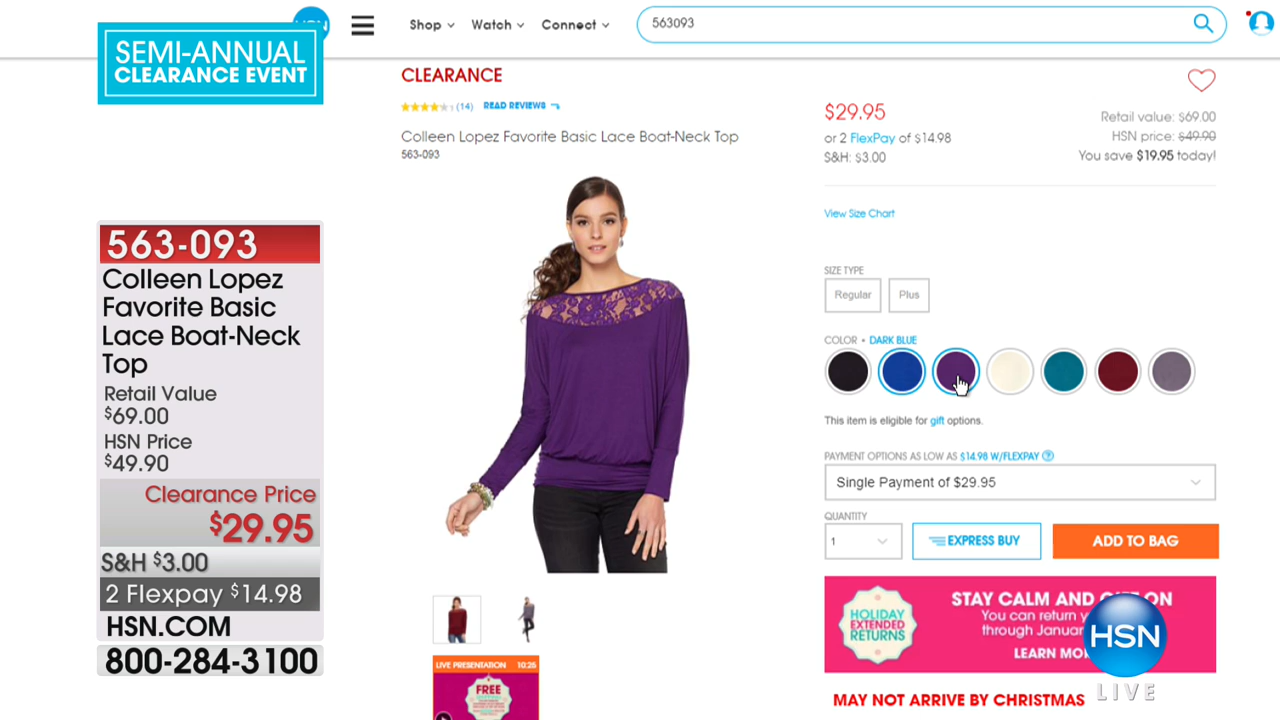 HSN
SEMI-ANNUAL
CLEARANCE EVENT
Shop
Watch
Connect
563093
563-093
Colleen Lopez
Favorite Basic
Lace Boat-Neck
Top
Retail Value
$69.00
HSN Price
$49.90
Clearance Price
$29.95
S&H $3.00
2 Flexpay $14.98
HSN.COM
800-284-3100
CLEARANCE
(14) READ REVIEWS
Colleen Lopez Favorite Basic Lace Boat-Neck Top
563-093
LIVE PRESENTATION 10:25
FREE
$29.95
or 2 FlexPay of $14.98
S&H: $3.00
Retail value: $69.00
HSN price: $49.90
You save $19.95 today!
View Size Chart
SIZE TYPE
Regular
Plus
COLOR • DARK BLUE
This item is eligible for gift options.
PAYMENT OPTIONS AS LOW AS $14.98 W/FLEXPAY ?
Single Payment of $29.95
QUANTITY
1
EXPRESS BUY
ADD TO BAG
HOLIDAY
EXTENDED
RETURNS
STAY CALM AND ON
You can return
through
LEARN
HSN
LIVE
MAY NOT ARRIVE BY CHRISTMAS